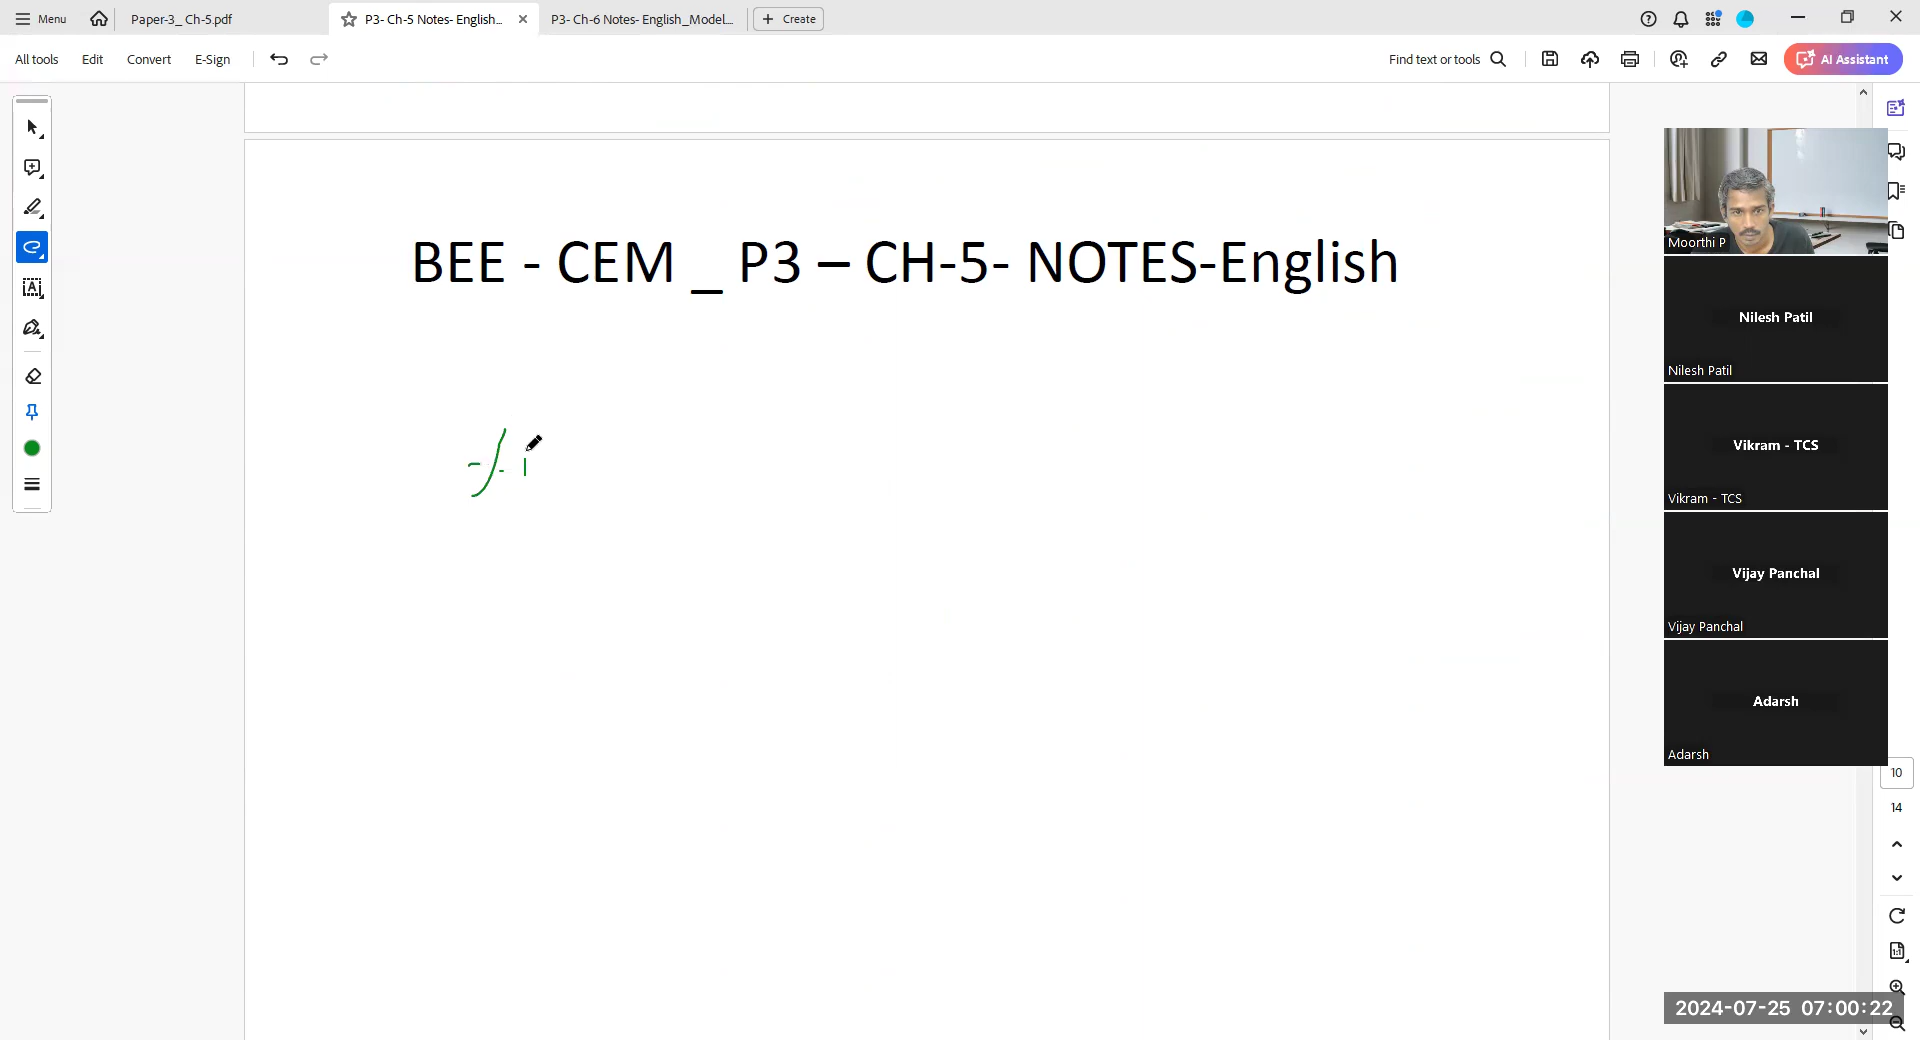 Menu
Paper-3_ Ch-5.pdf
P3- Ch-5 Notes- English...
P3- Ch-6 Notes- English_Model...
+ Create
All tools
Edit
Convert
E-Sign
Find text or tools
AI Assistant
BEE - CEM _ P3 – CH-5- NOTES-English
Moorthi P
Nilesh Patil
Nilesh Patil
Vikram - TCS
Vikram - TCS
Vijay Panchal
Vijay Panchal
Adarsh
Adarsh
10
14
2024-07-25 07:00:22